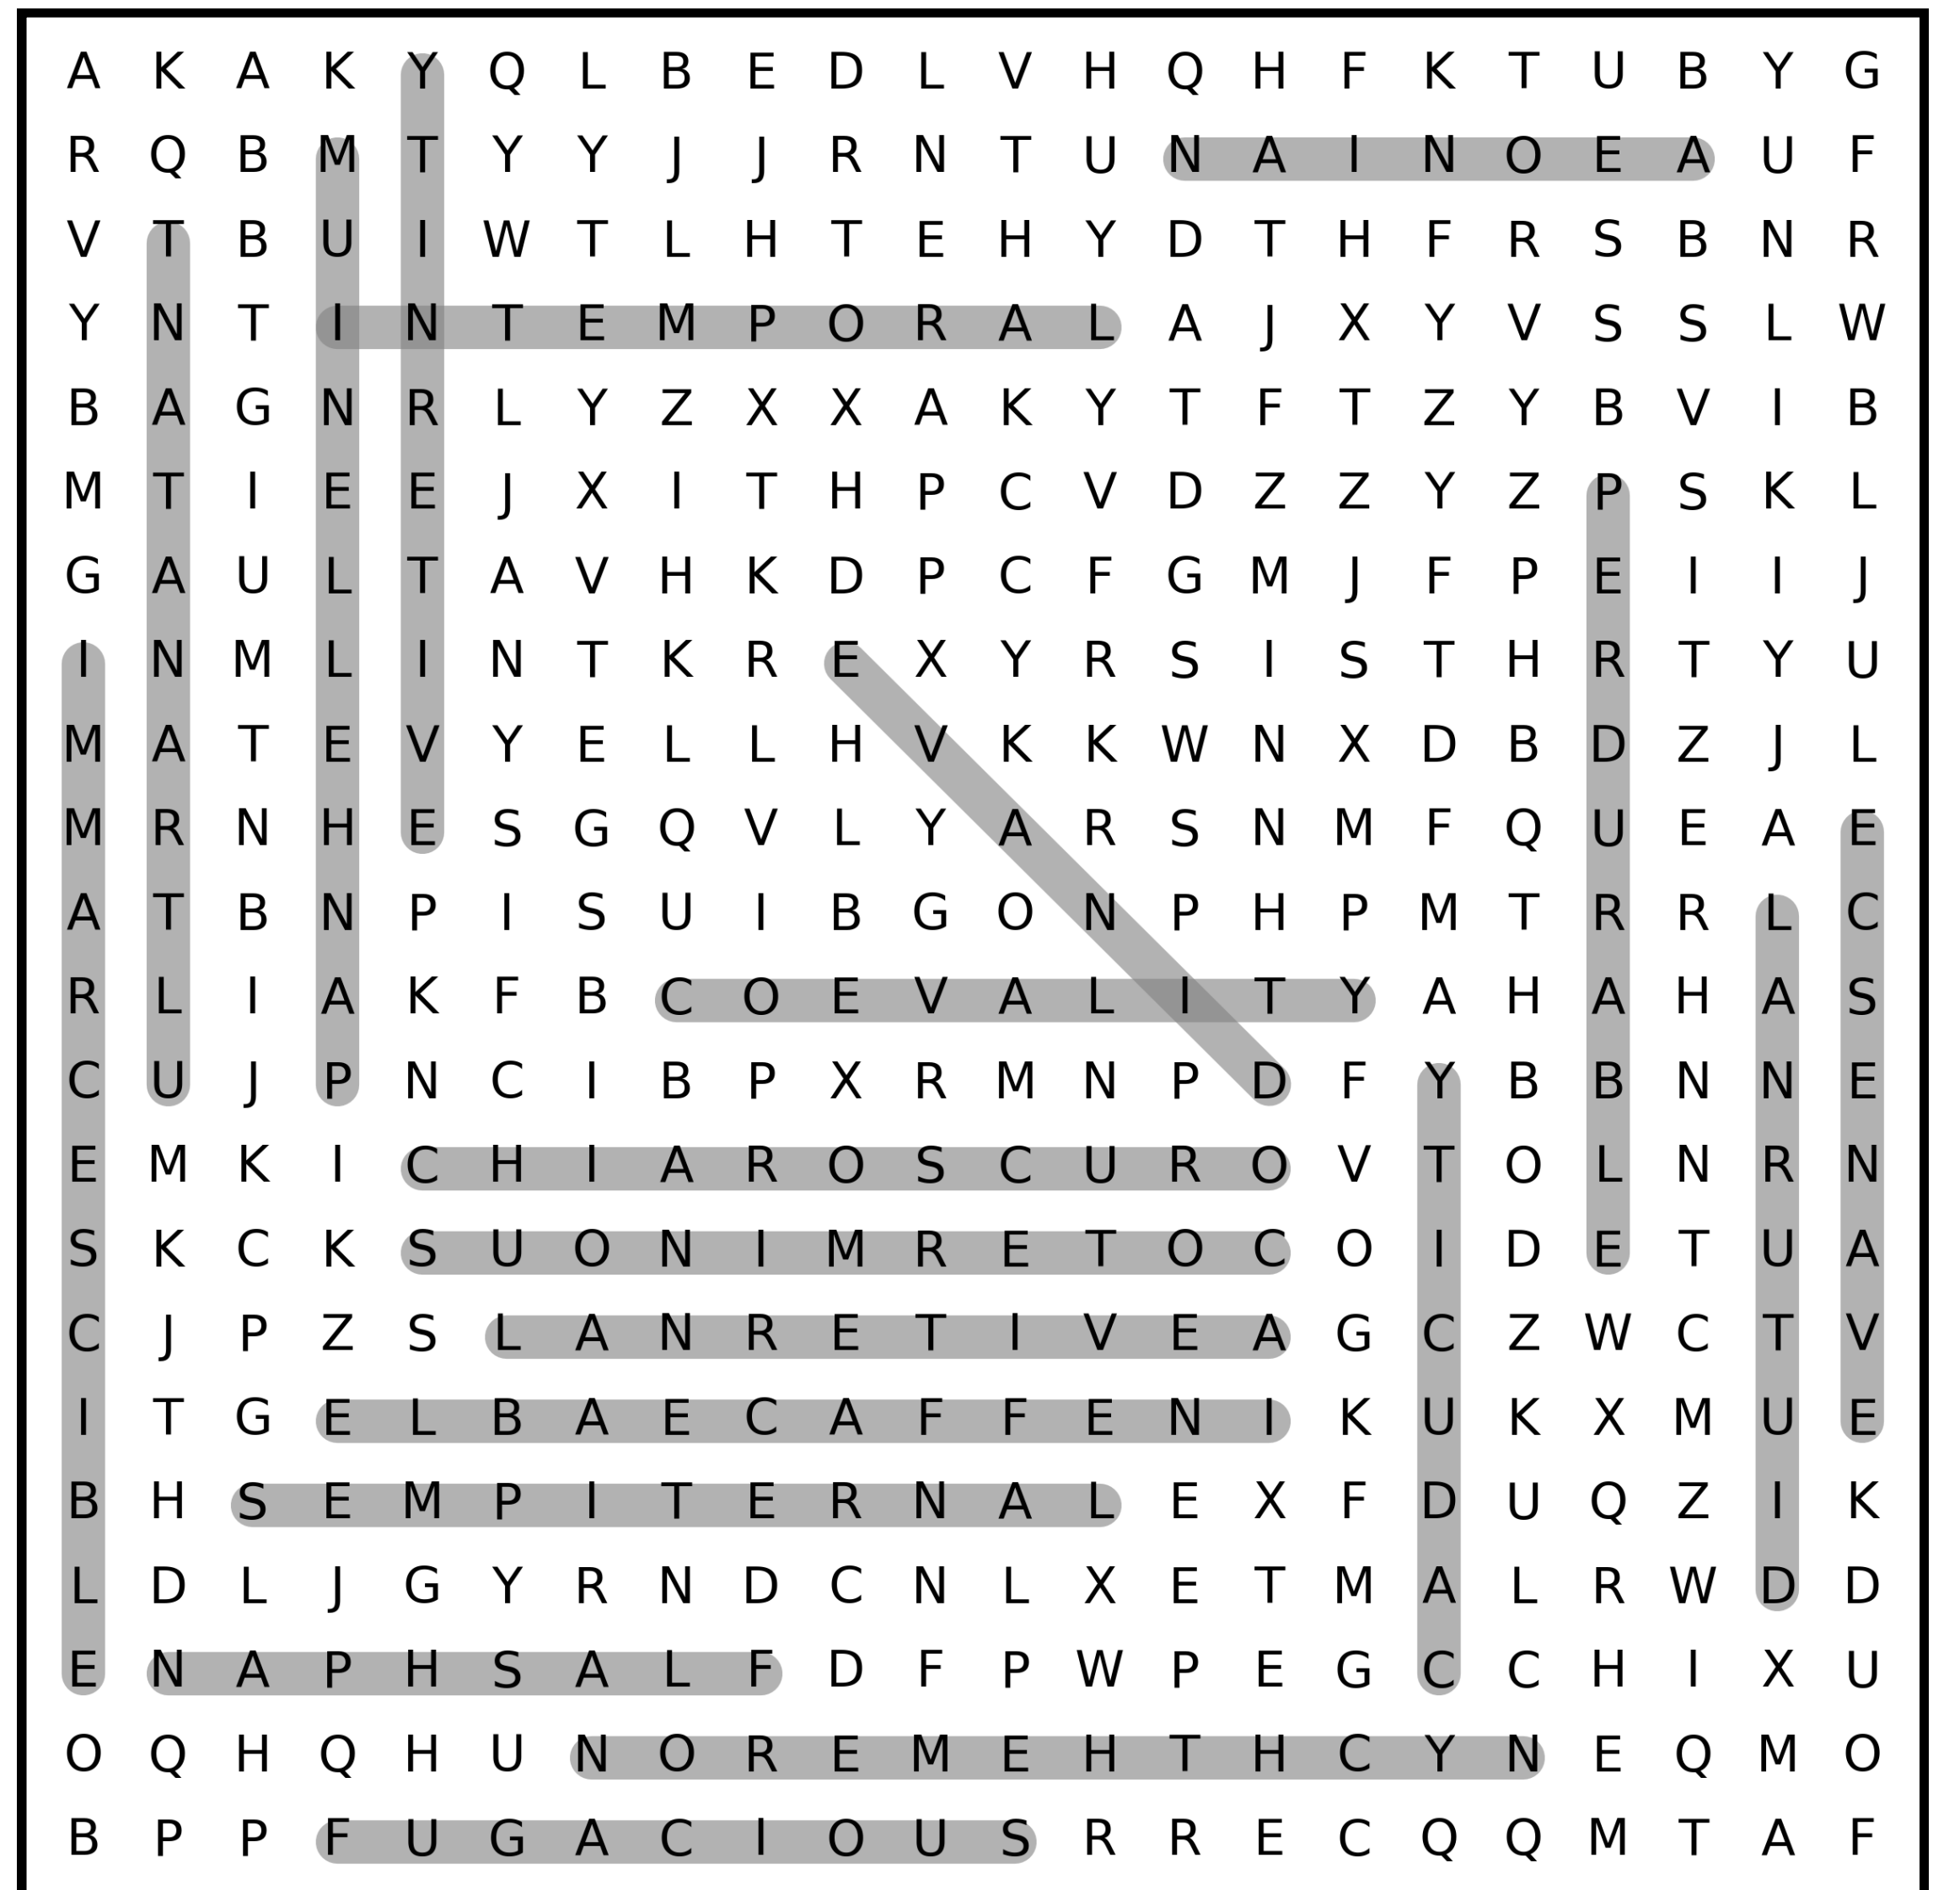 A K A K Y Q L B E D L V H Q H F K T U B Y G
R Q B M T Y Y J J R N T U N A I N O E A U F
V T B U I W T L H T E H Y D T H F R S B N R
Y N T I N T E M P O R A L A J X Y V S S L W
B A G N R L Y Z X X A K Y T F T Z Y B V I B
M T I E E J X I T H P C V D Z Z Y Z P S K L
G A U L T A V H K D P C F G M J F P E I I J
I N M L I N T K R E X Y R S I S T H R T Y U
M A T E V Y E L L H V K K W N X D B D Z J L
M R N H E S G Q V L Y A R S N M F Q U E A E
A T B N P I S U I B G O N P H P M T R R L C
R L I A K F B C O E V A L I T Y A H A H A S
C U J P N C I B P X R M N P D F Y B B N N E
E M K I C H I A R O S C U R O V T O L N R N
S K C K S U O N I M R E T O C O I D E T U A
C J P Z S L A N R E T I V E A G C Z W C T V
I T G E L B A E C A F F E N I K U K X M U E
B H S E M P I T E R N A L E X F D U Q Z I K
L D L J G Y R N D C N L X E T M A L R W D D
E N A P H S A L F D F P W P E G C C H I X U
O Q H Q H U N O R E M E H T H C Y N E Q M O
B P P F U G A C I O U S R R E C Q Q M T A F